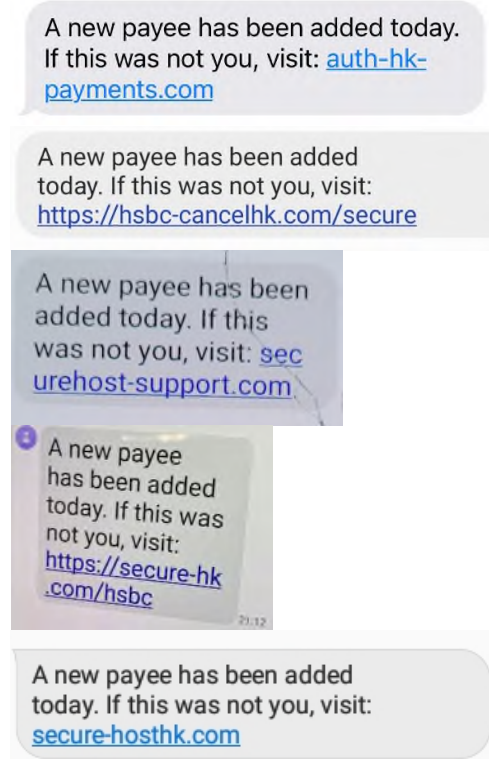 A new payee has been added today.
If this was not you, visit: auth-hk-
payments.com
A new payee has been added
today. If this was not you, visit:
https://hsbc-cancelhk.com/secure
A new payee has been
added today. If this
was not you, visit: sec
urehost-support.com
A new payee
has been added
today. If this was
not you, visit:
https://secure-hk
.com/hsbc
21:12
A new payee has been added
today. If this was not you, visit:
secure-hosthk.com